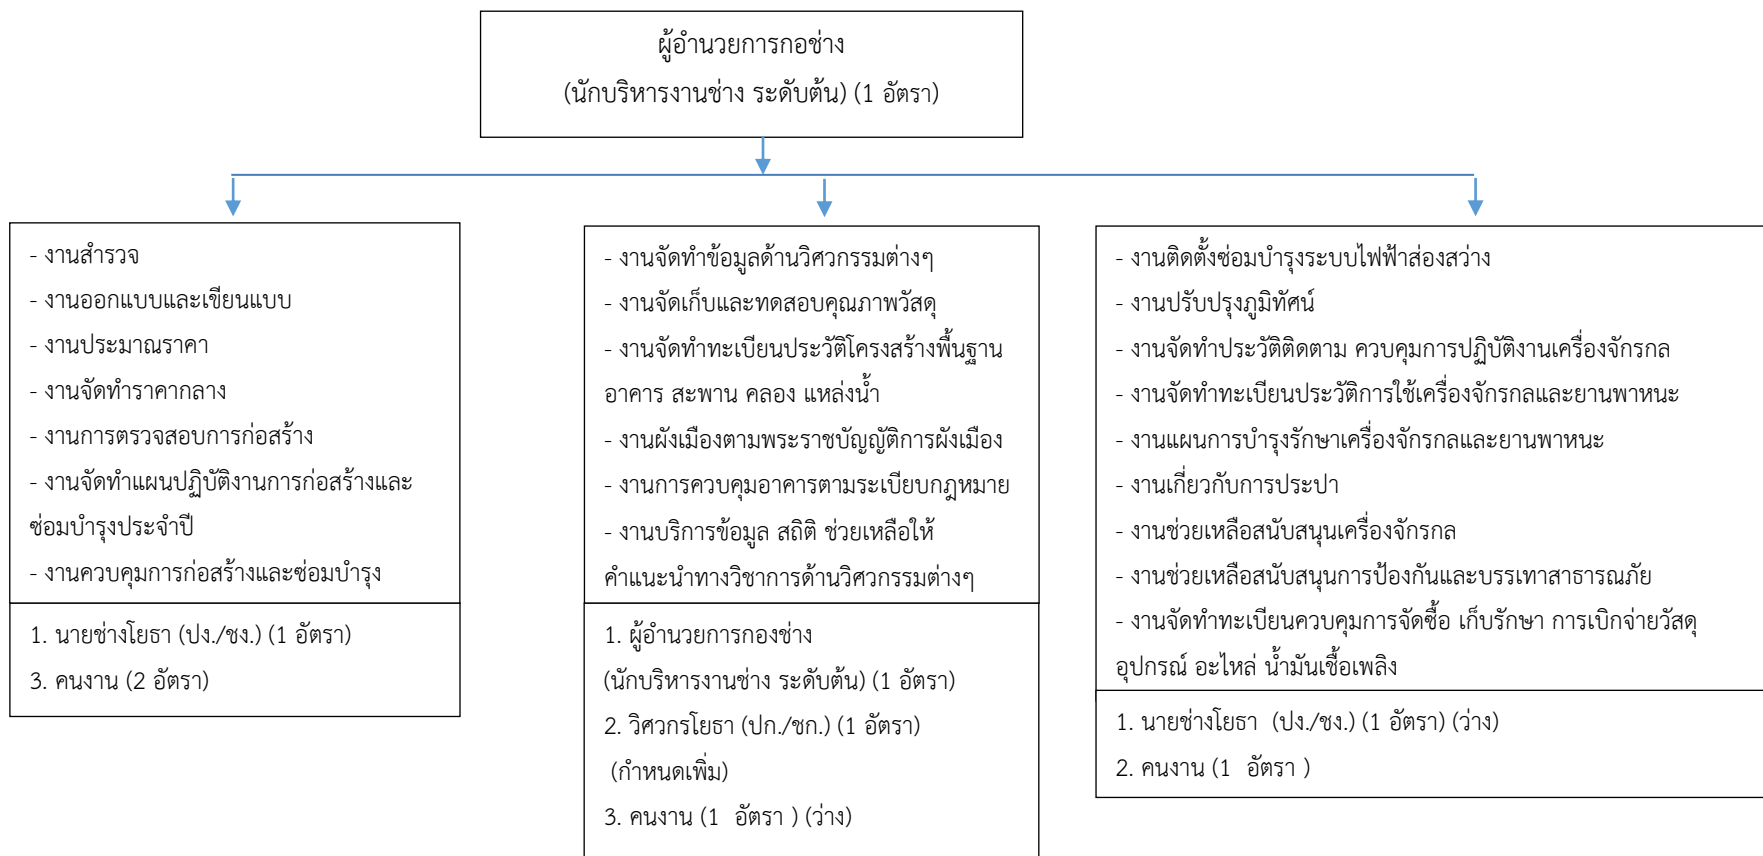 ผู้อำนวยการกอช่าง
(นักบริหารงานช่าง ระดับต้น) (1 อัตรา)
- งานสำรวจ
- งานออกแบบและเขียนแบบ
- งานประมาณราคา
- งานจัดทำราคากลาง
- งานการตรวจสอบการก่อสร้าง
- งานจัดทำแผนปฏิบัติงานการก่อสร้างและ
ซ่อมบำรุงประจำปี
- งานควบคุมการก่อสร้างและซ่อมบำรุง
1. นายช่างโยธา (ปง./ชง.) (1 อัตรา)
3. คนงาน (2 อัตรา)
- งานจัดทำข้อมูลด้านวิศวกรรมต่างๆ
- งานจัดเก็บและทดสอบคุณภาพวัสดุ
- งานจัดทำทะเบียนประวัติโครงสร้างพื้นฐาน
อาคาร สะพาน คลอง แหล่งน้ำ
- งานผังเมืองตามพระราชบัญญัติการผังเมือง
- งานการควบคุมอาคารตามระเบียบกฎหมาย
- งานบริการข้อมูล สถิติ ช่วยเหลือให้
คำแนะนำทางวิชาการด้านวิศวกรรมต่างๆ
1. ผู้อำนวยการกองช่าง
(นักบริหารงานช่าง ระดับต้น) (1 อัตรา)
2. วิศวกรโยธา (ปก./ชก.) (1 อัตรา)
(กำหนดเพิ่ม)
3. คนงาน (1 อัตรา ) (ว่าง)
- งานติดตั้งซ่อมบำรุงระบบไฟฟ้าส่องสว่าง
- งานปรับปรุงภูมิทัศน์
- งานจัดทำประวัติติดตาม ควบคุมการปฏิบัติงานเครื่องจักรกล
- งานจัดทำทะเบียนประวัติการใช้เครื่องจักรกลและยานพาหนะ
- งานแผนการบำรุงรักษาเครื่องจักรกลและยานพาหนะ
- งานเกี่ยวกับการประปา
- งานช่วยเหลือสนับสนุนเครื่องจักรกล
- งานช่วยเหลือสนับสนุนการป้องกันและบรรเทาสาธารณภัย
- งานจัดทำทะเบียนควบคุมการจัดซื้อ เก็บรักษา การเบิกจ่ายวัสดุ
อุปกรณ์ อะไหล่ น้ำมันเชื้อเพลิง
1. นายช่างโยธา (ปง./ชง.) (1 อัตรา) (ว่าง)
2. คนงาน (1 อัตรา )